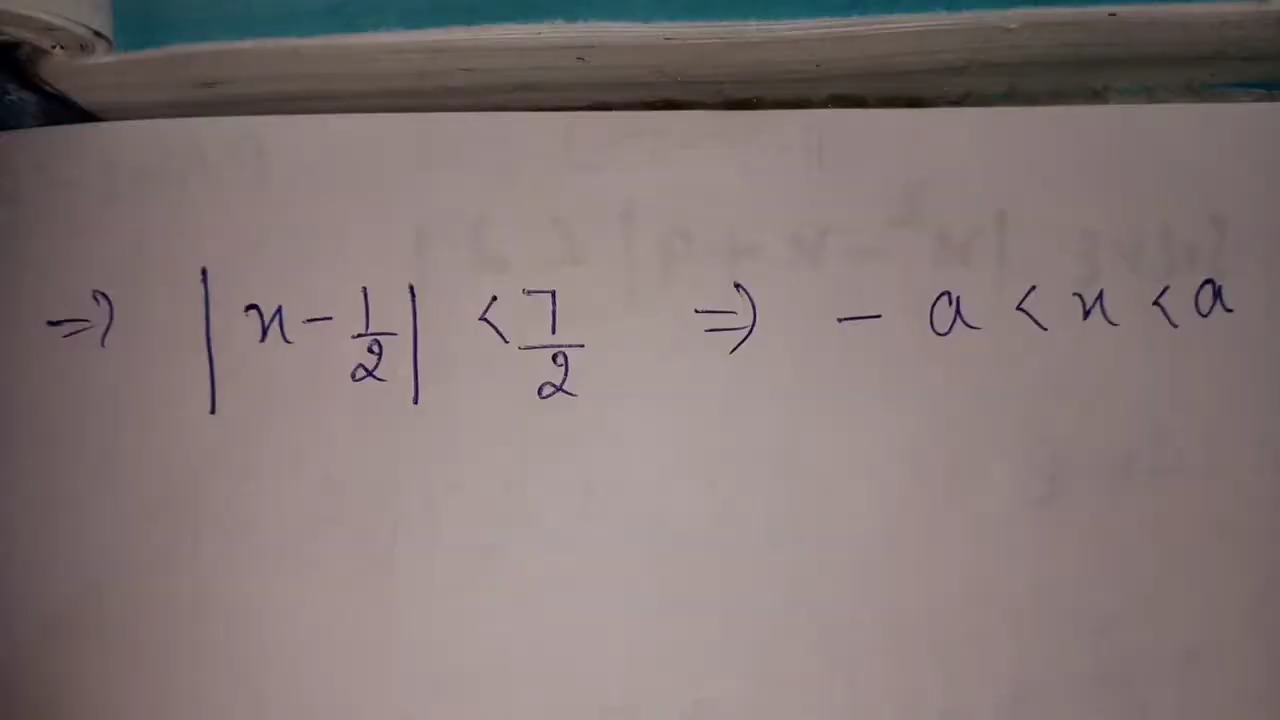 ⇒ |x - 1/2| < 7/2 ⇒ - a < x < a